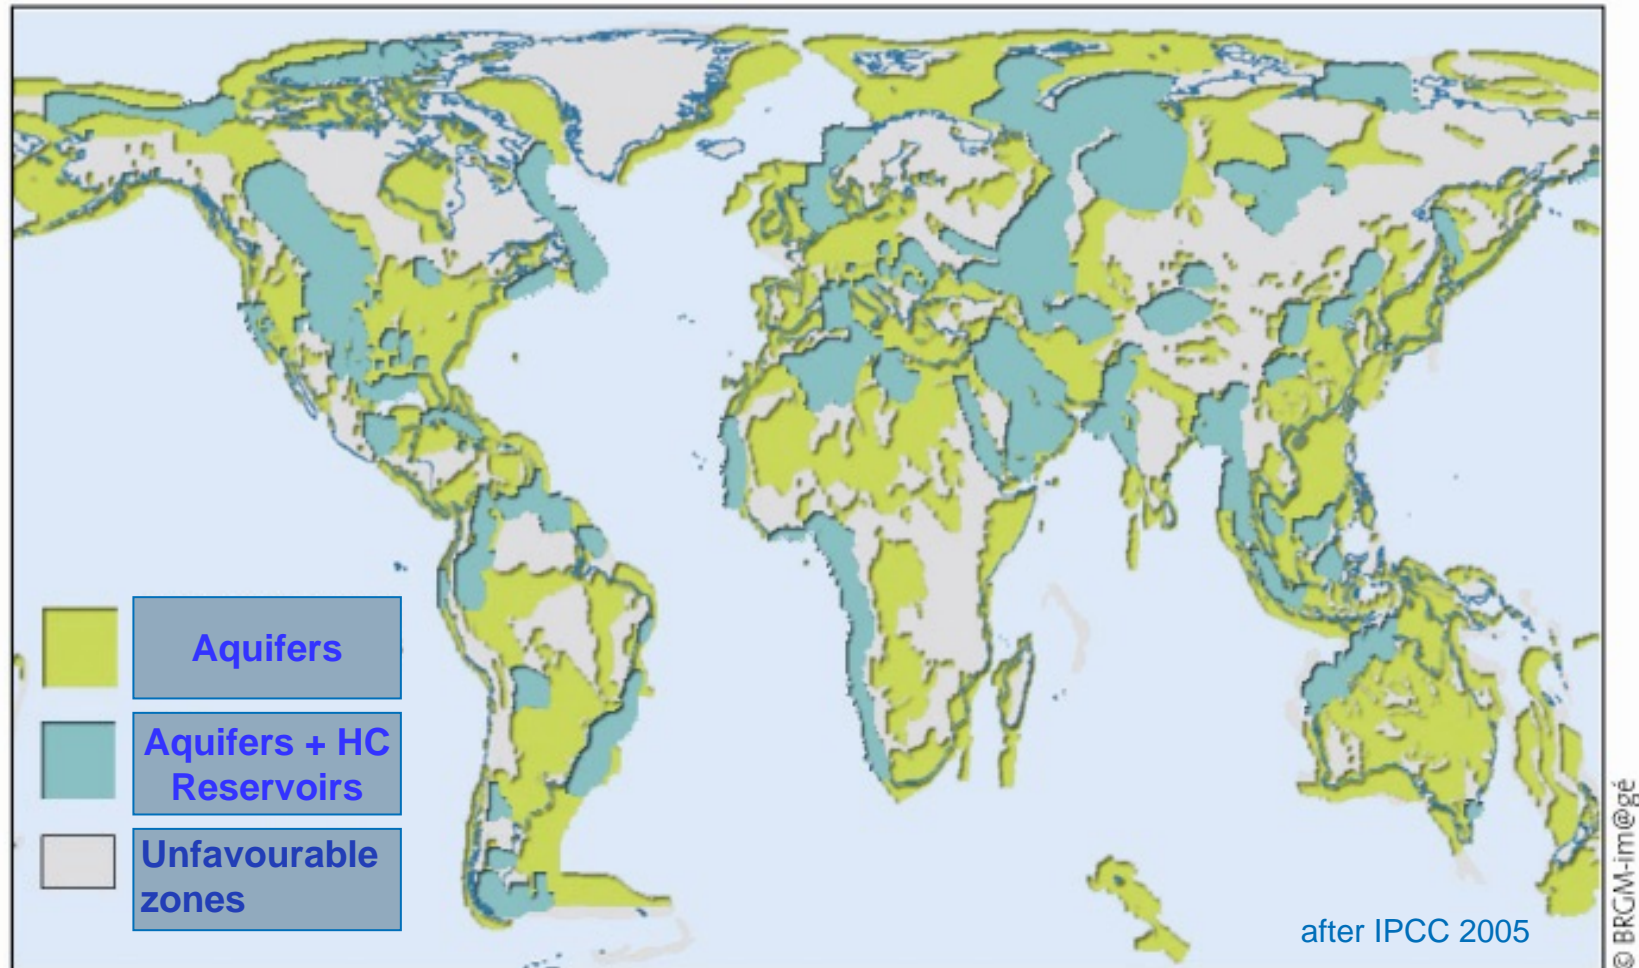 Aquifers
Aquifers + HC
Reservoirs
Unfavourable
zones
after IPCC 2005
© BRGM-im@gé